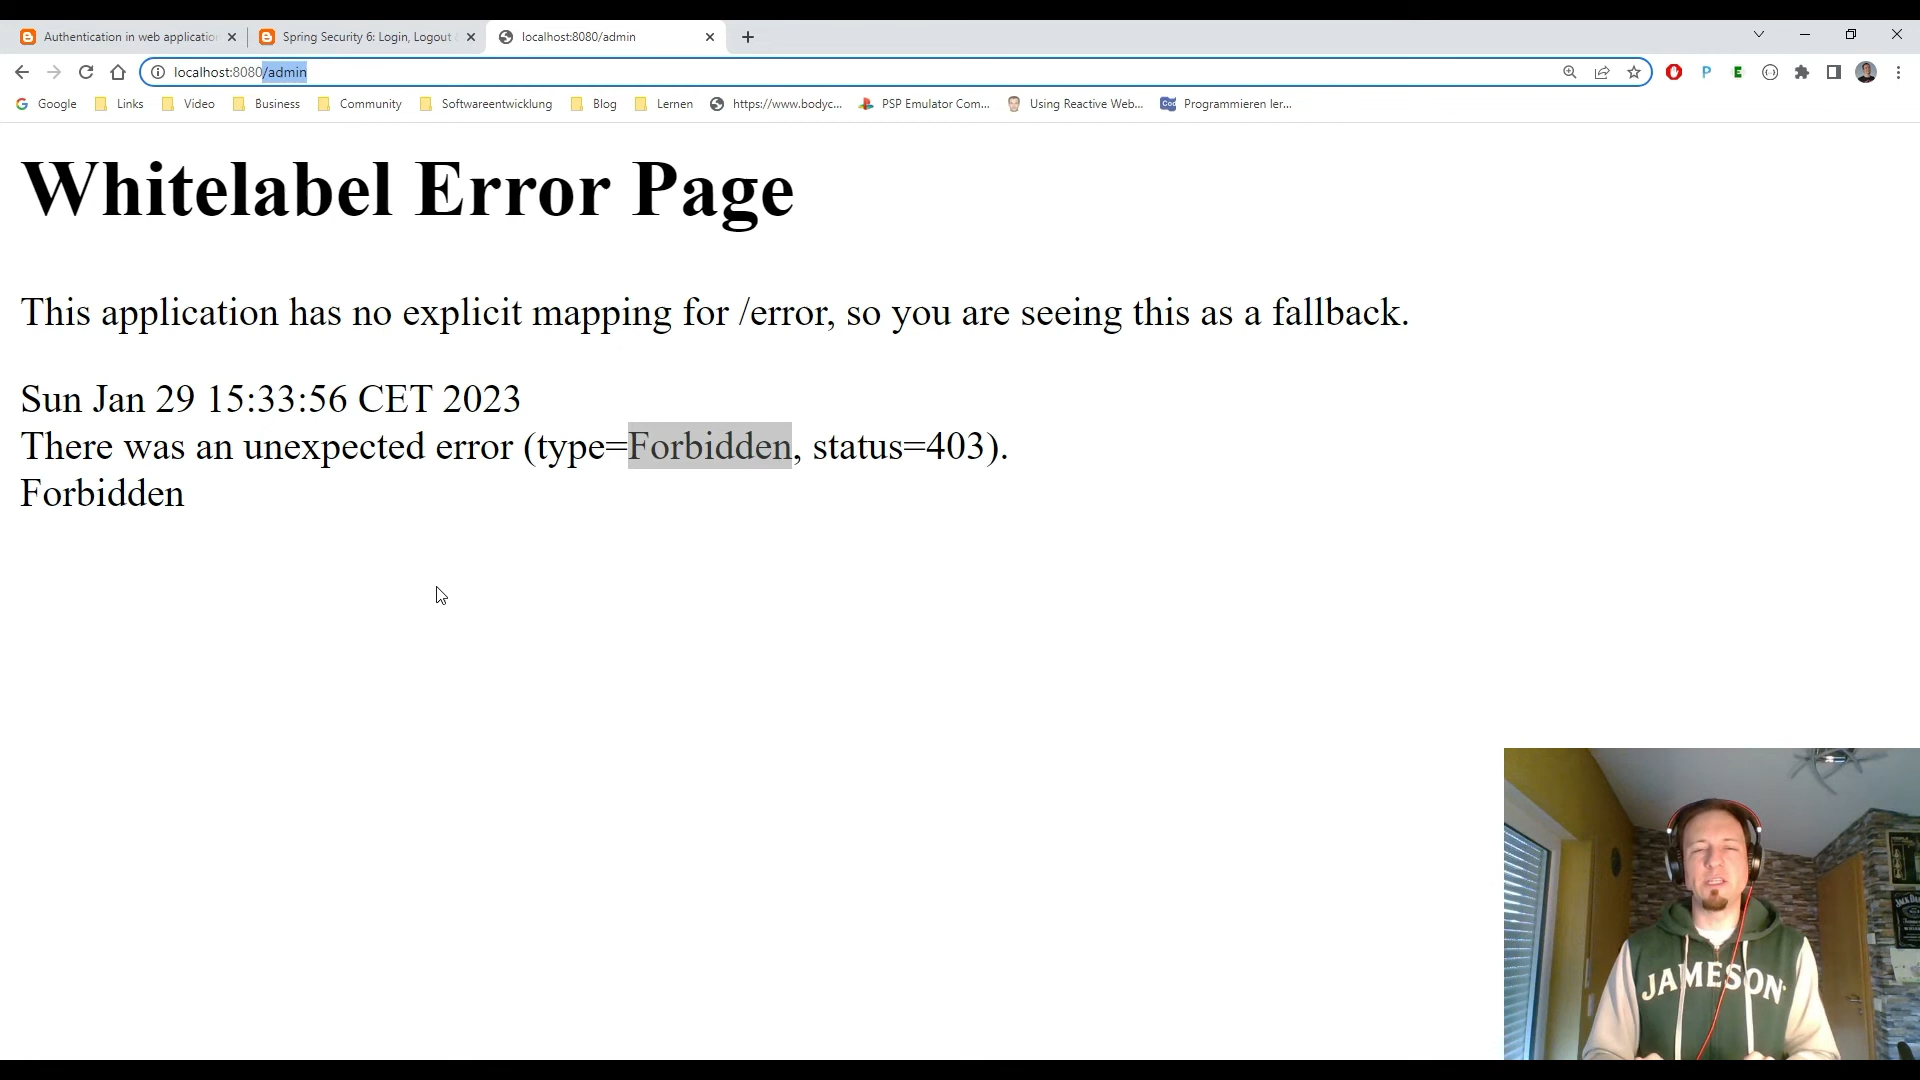 Authentication in web application
Spring Security 6: Login, Logout
localhost:8080/admin
localhost:8080/admin
Google
Links
Video
Business
Community
Softwareentwicklung
Blog
Lernen
https://www.bodyc...
PSP Emulator Com...
Using Reactive Web...
Programmieren ler...
Whitelabel Error Page
This application has no explicit mapping for /error, so you are seeing this as a fallback.
Sun Jan 29 15:33:56 CET 2023
There was an unexpected error (type=Forbidden, status=403).
Forbidden
JAMESON